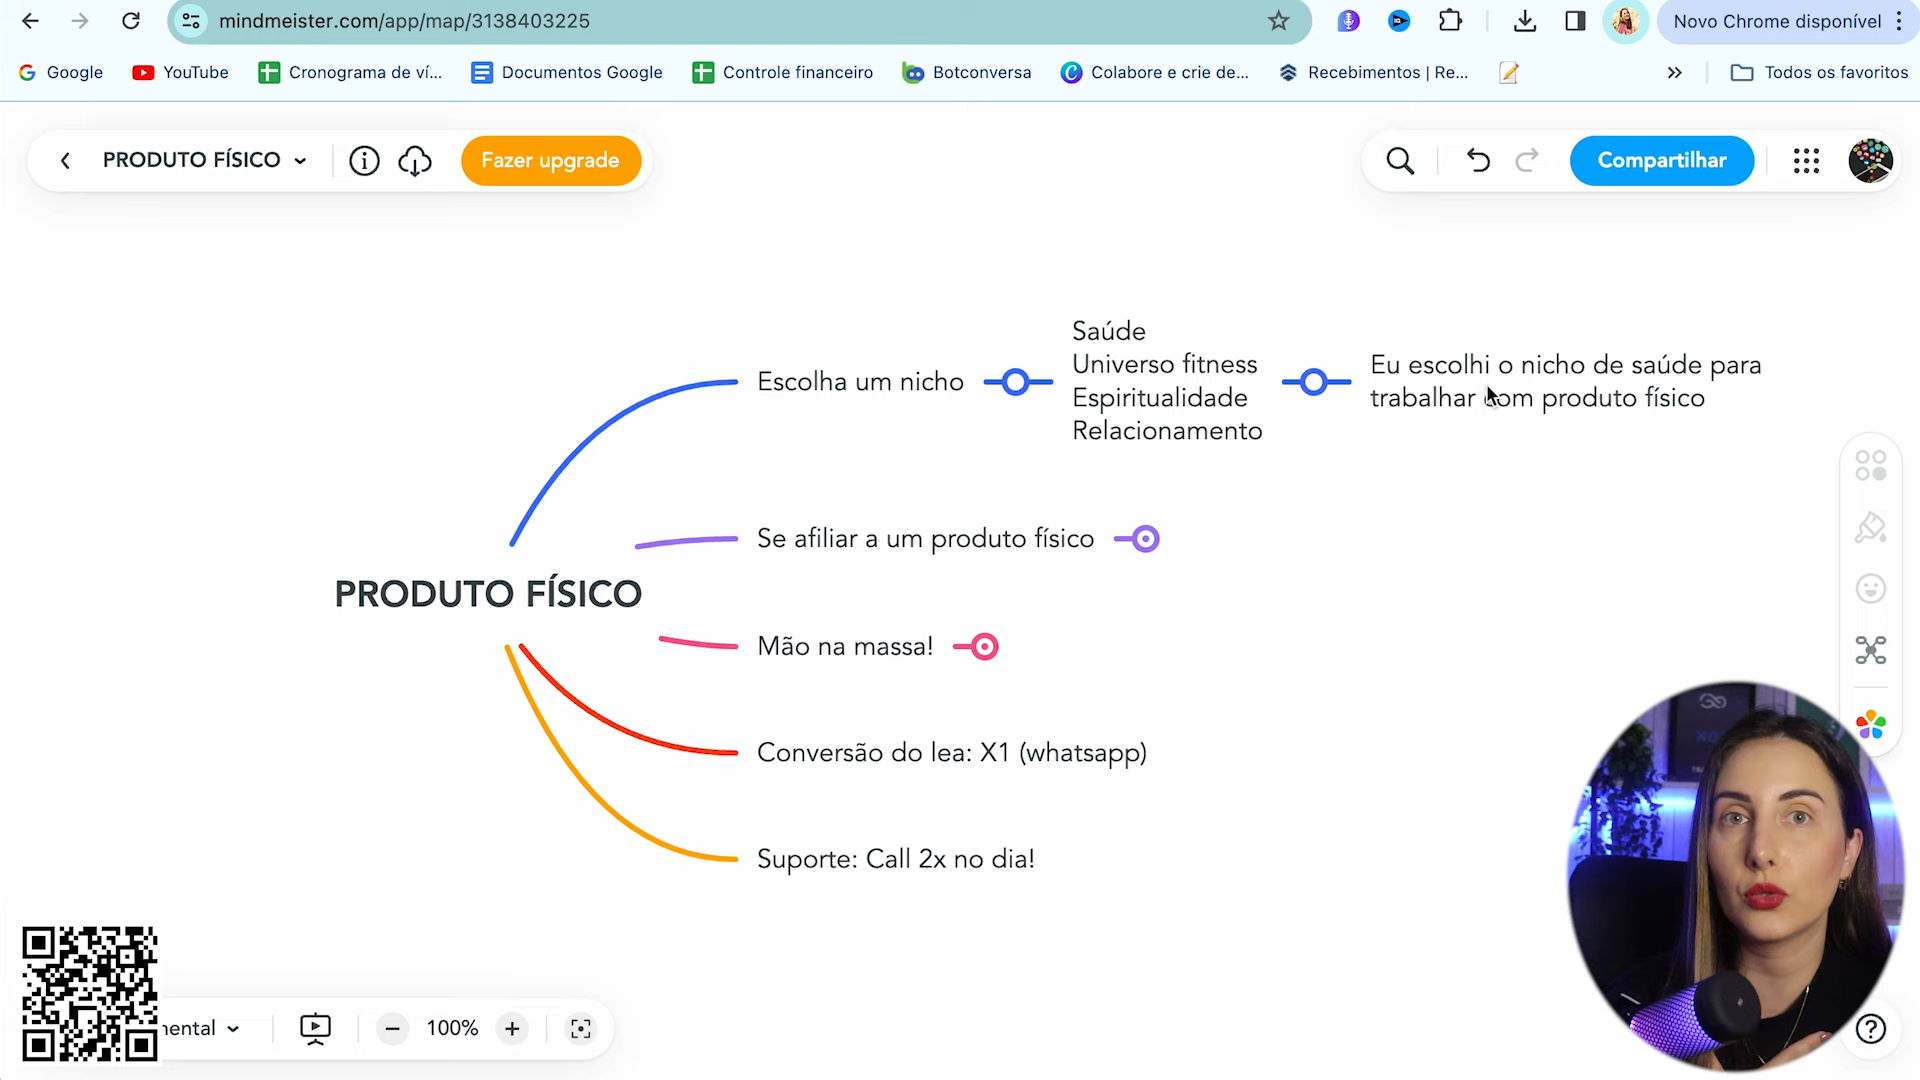 mindmeister.com/app/map/3138403225
Novo Chrome disponível
Google
YouTube
Cronograma de ví...
Documentos Google
Controle financeiro
Botconversa
Colabore e crie de...
Recebimentos | Re...
Todos os favoritos
PRODUTO FÍSICO
Fazer upgrade
Compartilhar
Escolha um nicho
Saúde
Universo fitness
Espiritualidade
Relacionamento
Eu escolhi o nicho de saúde para
trabalhar com produto físico
Se afiliar a um produto físico
PRODUTO FÍSICO
Mão na massa!
Conversão do lea: X1 (whatsapp)
Suporte: Call 2x no dia!
100%